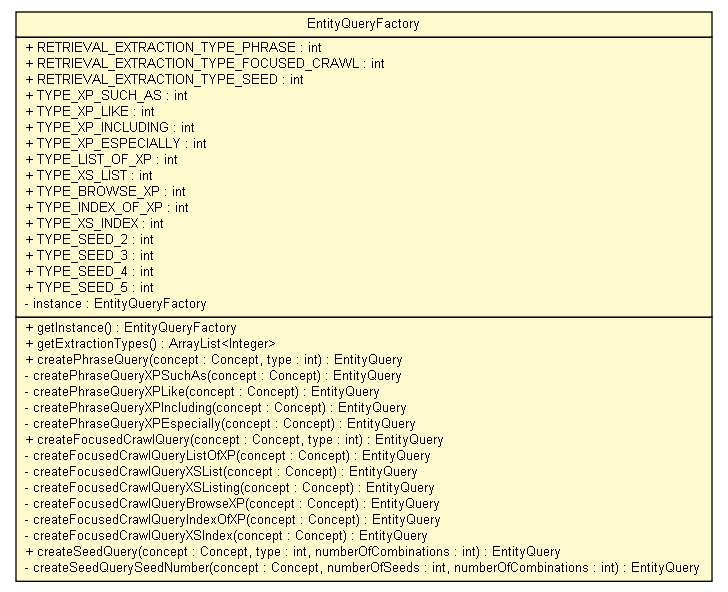 EntityQueryFactory
+ RETRIEVAL_EXTRACTION_TYPE_PHRASE : int
+ RETRIEVAL_EXTRACTION_TYPE_FOCUSED_CRAWL : int
+ RETRIEVAL_EXTRACTION_TYPE_SEED : int
+ TYPE_XP_SUCH_AS : int
+ TYPE_XP_LIKE : int
+ TYPE_XP_INCLUDING : int
+ TYPE_XP_ESPECIALLY : int
+ TYPE_LIST_OF_XP : int
+ TYPE_XS_LIST : int
+ TYPE_BROWSE_XP : int
+ TYPE_INDEX_OF_XP : int
+ TYPE_XS_INDEX : int
+ TYPE_SEED_2 : int
+ TYPE_SEED_3 : int
+ TYPE_SEED_4 : int
+ TYPE_SEED_5 : int
- instance : EntityQueryFactory
+ getInstance() : EntityQueryFactory
+ getExtractionTypes() : ArrayList<Integer>
+ createPhraseQuery(concept : Concept, type : int) : EntityQuery
- createPhraseQueryXPSuchAs(concept : Concept) : EntityQuery
- createPhraseQueryXPLike(concept : Concept) : EntityQuery
- createPhraseQueryXPIncluding(concept : Concept) : EntityQuery
- createPhraseQueryXPEspecially(concept : Concept) : EntityQuery
+ createFocusedCrawlQuery(concept : Concept, type : int) : EntityQuery
- createFocusedCrawlQueryListOfXP(concept : Concept) : EntityQuery
- createFocusedCrawlQueryXSList(concept : Concept) : EntityQuery
- createFocusedCrawlQueryXSListing(concept : Concept) : EntityQuery
- createFocusedCrawlQueryBrowseXP(concept : Concept) : EntityQuery
- createFocusedCrawlQueryIndexOfXP(concept : Concept) : EntityQuery
- createFocusedCrawlQueryXSIndex(concept : Concept) : EntityQuery
+ createSeedQuery(concept : Concept, type : int, numberOfCombinations : int) : EntityQuery
- createSeedQuerySeedNumber(concept : Concept, numberOfSeeds : int, numberOfCombinations : int) : EntityQuery